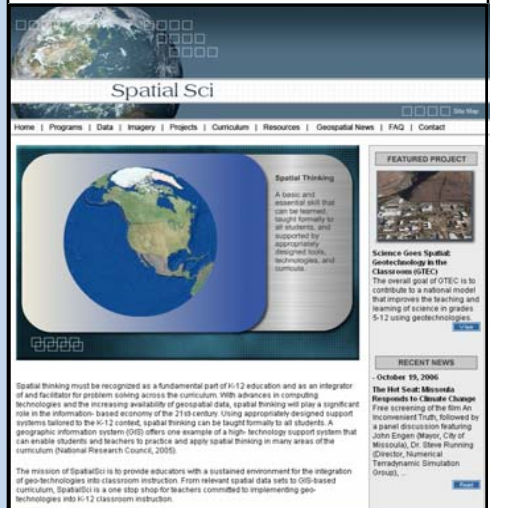 Spatial Sci
Site Map
Home | Programs | Data | Imagery | Projects | Curriculum | Resources | Geospatial News | FAQ | Contact
Spatial Thinking
A basic and
essential skill that
can be learned,
taught formally to
all students, and
supported by
appropriately
designed tools,
technologies, and
curricula.
Spatial thinking must be recognized as a fundamental part of K-12 education and as an integrator
of and facilitator for problem solving across the curriculum. With advances in computing
technologies and the increasing availability of geospatial data, spatial thinking will play a significant
role in the information- based economy of the 21st-century. Using appropriately designed support
systems tailored to the K-12 context, spatial thinking can be taught formally to all students. A
geographic information system (GIS) offers one example of a high- technology support system that
can enable students and teachers to practice and apply spatial thinking in many areas of the
curriculum (National Research Council, 2005).
The mission of SpatialSci is to provide educators with a sustained environment for the integration
of geo-technologies into classroom instruction. From relevant spatial data sets to GIS-based
curriculum, SpatialSci is a one stop shop for teachers committed to implementing geo-
technologies into K-12 classroom instruction.
FEATURED PROJECT
Science Goes Spatial:
Geotechnology in the
Classroom (GTEC)
The overall goal of GTEC is to
contribute to a national model
that improves the teaching and
learning of science in grades
5-12 using geotechnologies.
View
RECENT NEWS
- October 19, 2006
The Hot Seat: Missoula
Responds to Climate Change
Free screening of the film An
Inconvenient Truth, followed by
a panel discussion featuring
John Engen (Mayor, City of
Missoula), Dr. Steve Running
(Director, Numerical
Terradynamic Simulation
Group), ...
Read